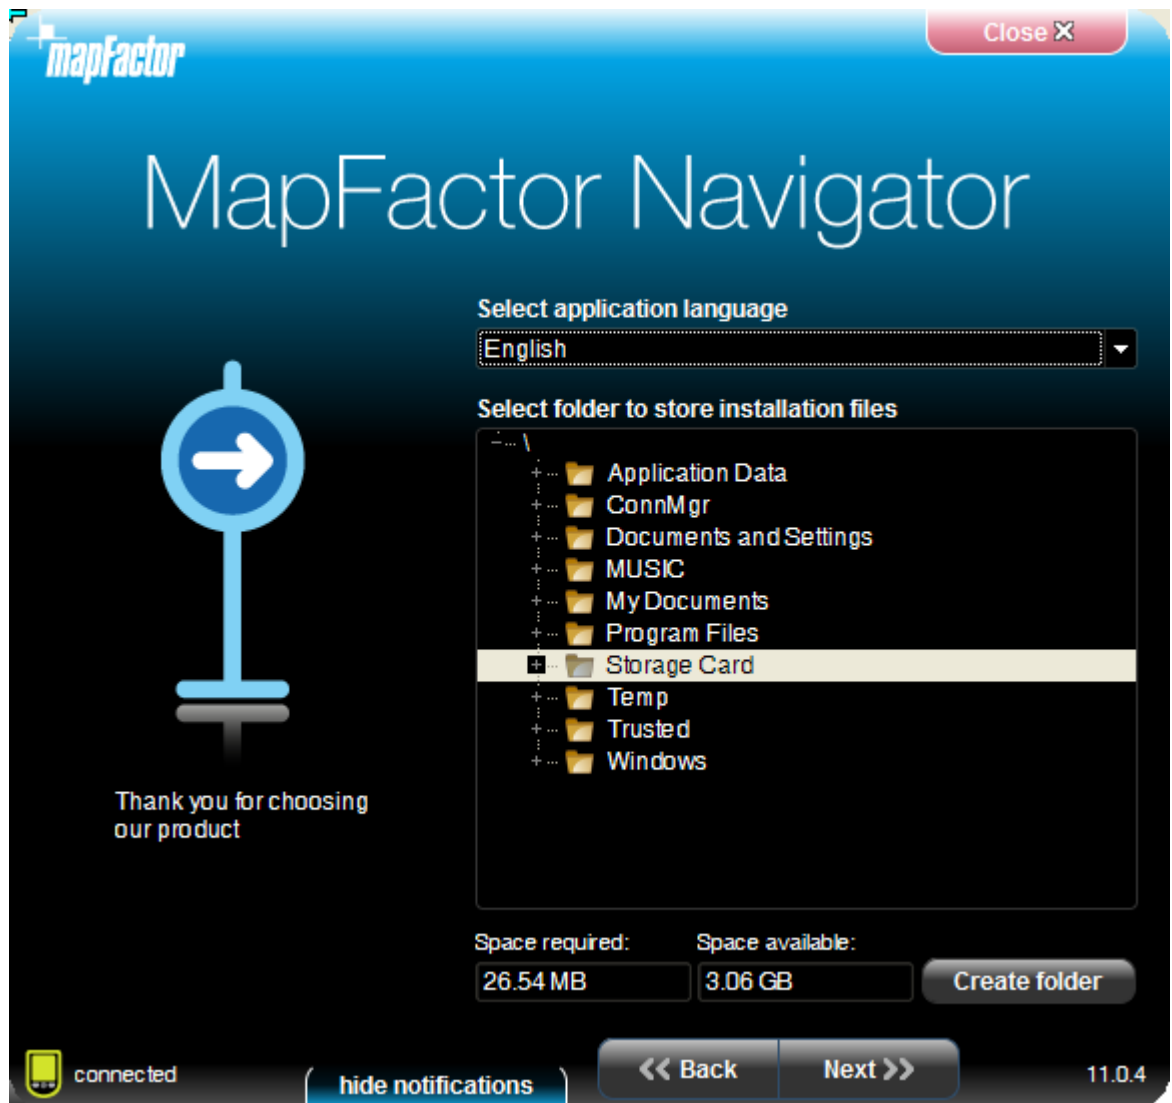 mapFactor
Close
MapFactor Navigator
Select application language
English
Select folder to store installation files
\
Application Data
ConnMgr
Documents and Settings
MUSIC
My Documents
Program Files
Storage Card
Temp
Trusted
Windows
Thank you for choosing
our product
Space required:
Space available:
26.54 MB
3.06 GB
Create folder
connected
hide notifications
Back
Next
11.0.4